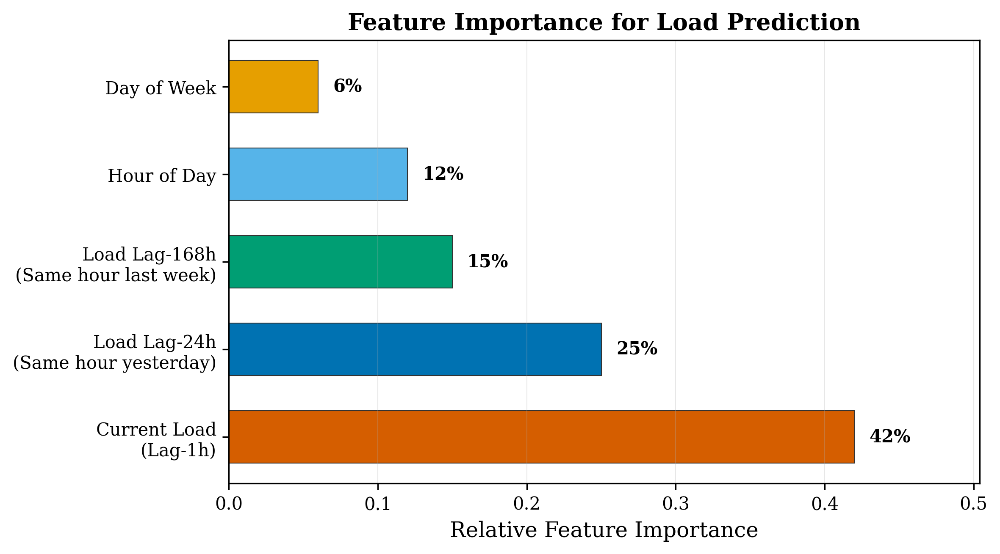 Feature Importance for Load Prediction
Day of Week
6%
Hour of Day
12%
Load Lag-168h
(Same hour last week)
15%
Load Lag-24h
(Same hour yesterday)
25%
Current Load
(Lag-1h)
42%
0.0 0.1 0.2 0.3 0.4 0.5
Relative Feature Importance